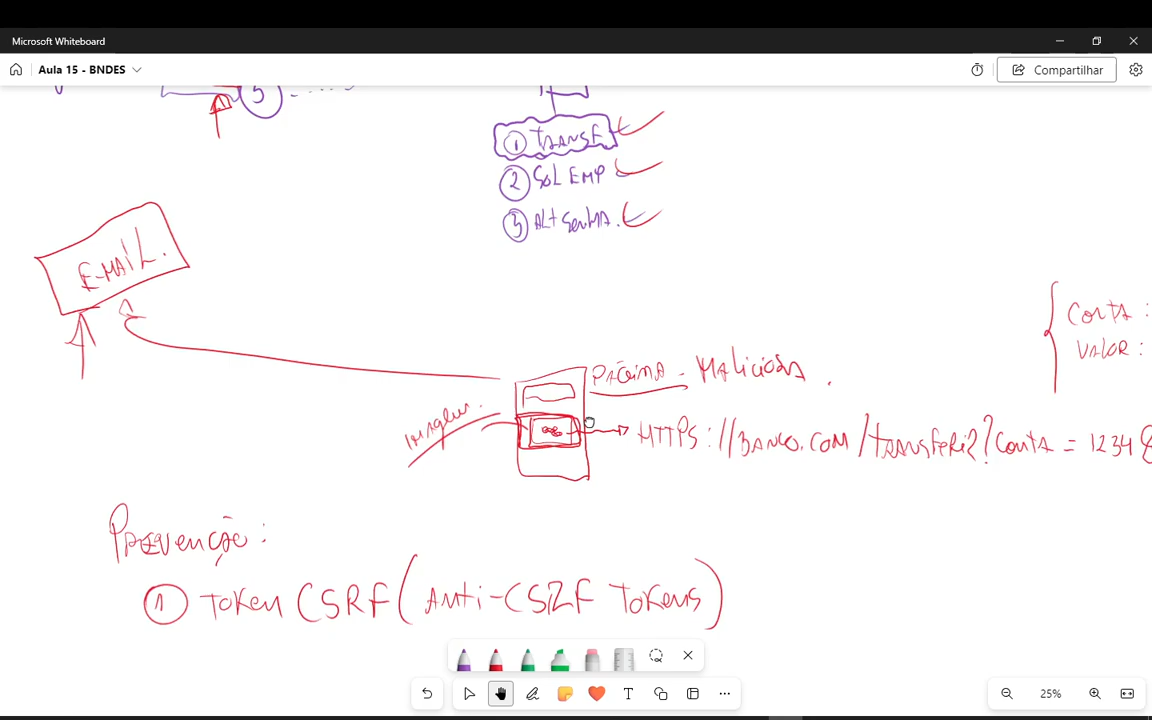 Microsoft Whiteboard
Aula 15 - BNDES
Compartilhar
3
① TRANSF
② SOL EMP
③ ALT SENHA.
E-MAIL.
CONTA :
VALOR :
PÁGINA - MALICIOSA.
HTTPS://BANCO.COM/TRANSFERIR?CONTA = 1234 &
Prevenção:
① TOKEN CSRF (ANTI-CSRF TOKENS)
25%